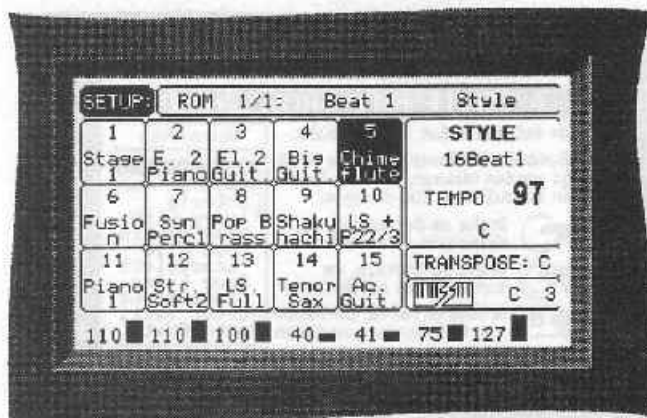 SETUP: ROM 1/1: Beat 1 Style
1 2 3 4 5 STYLE
Stage E. 2 El.2 Big Chime 16Beat1
1 Piano Guit. Guit. flute
6 7 8 9 10 TEMPO 97
Fusio Syn Pop B Shaku LS + C
n Percl rass hachi P22/3
11 12 13 14 15 TRANSPOSE: C
Piano Str. LS. Tenor Ac. C 3
1 Soft2 Full Sax Guit.
110 110 100 40 41 75 127